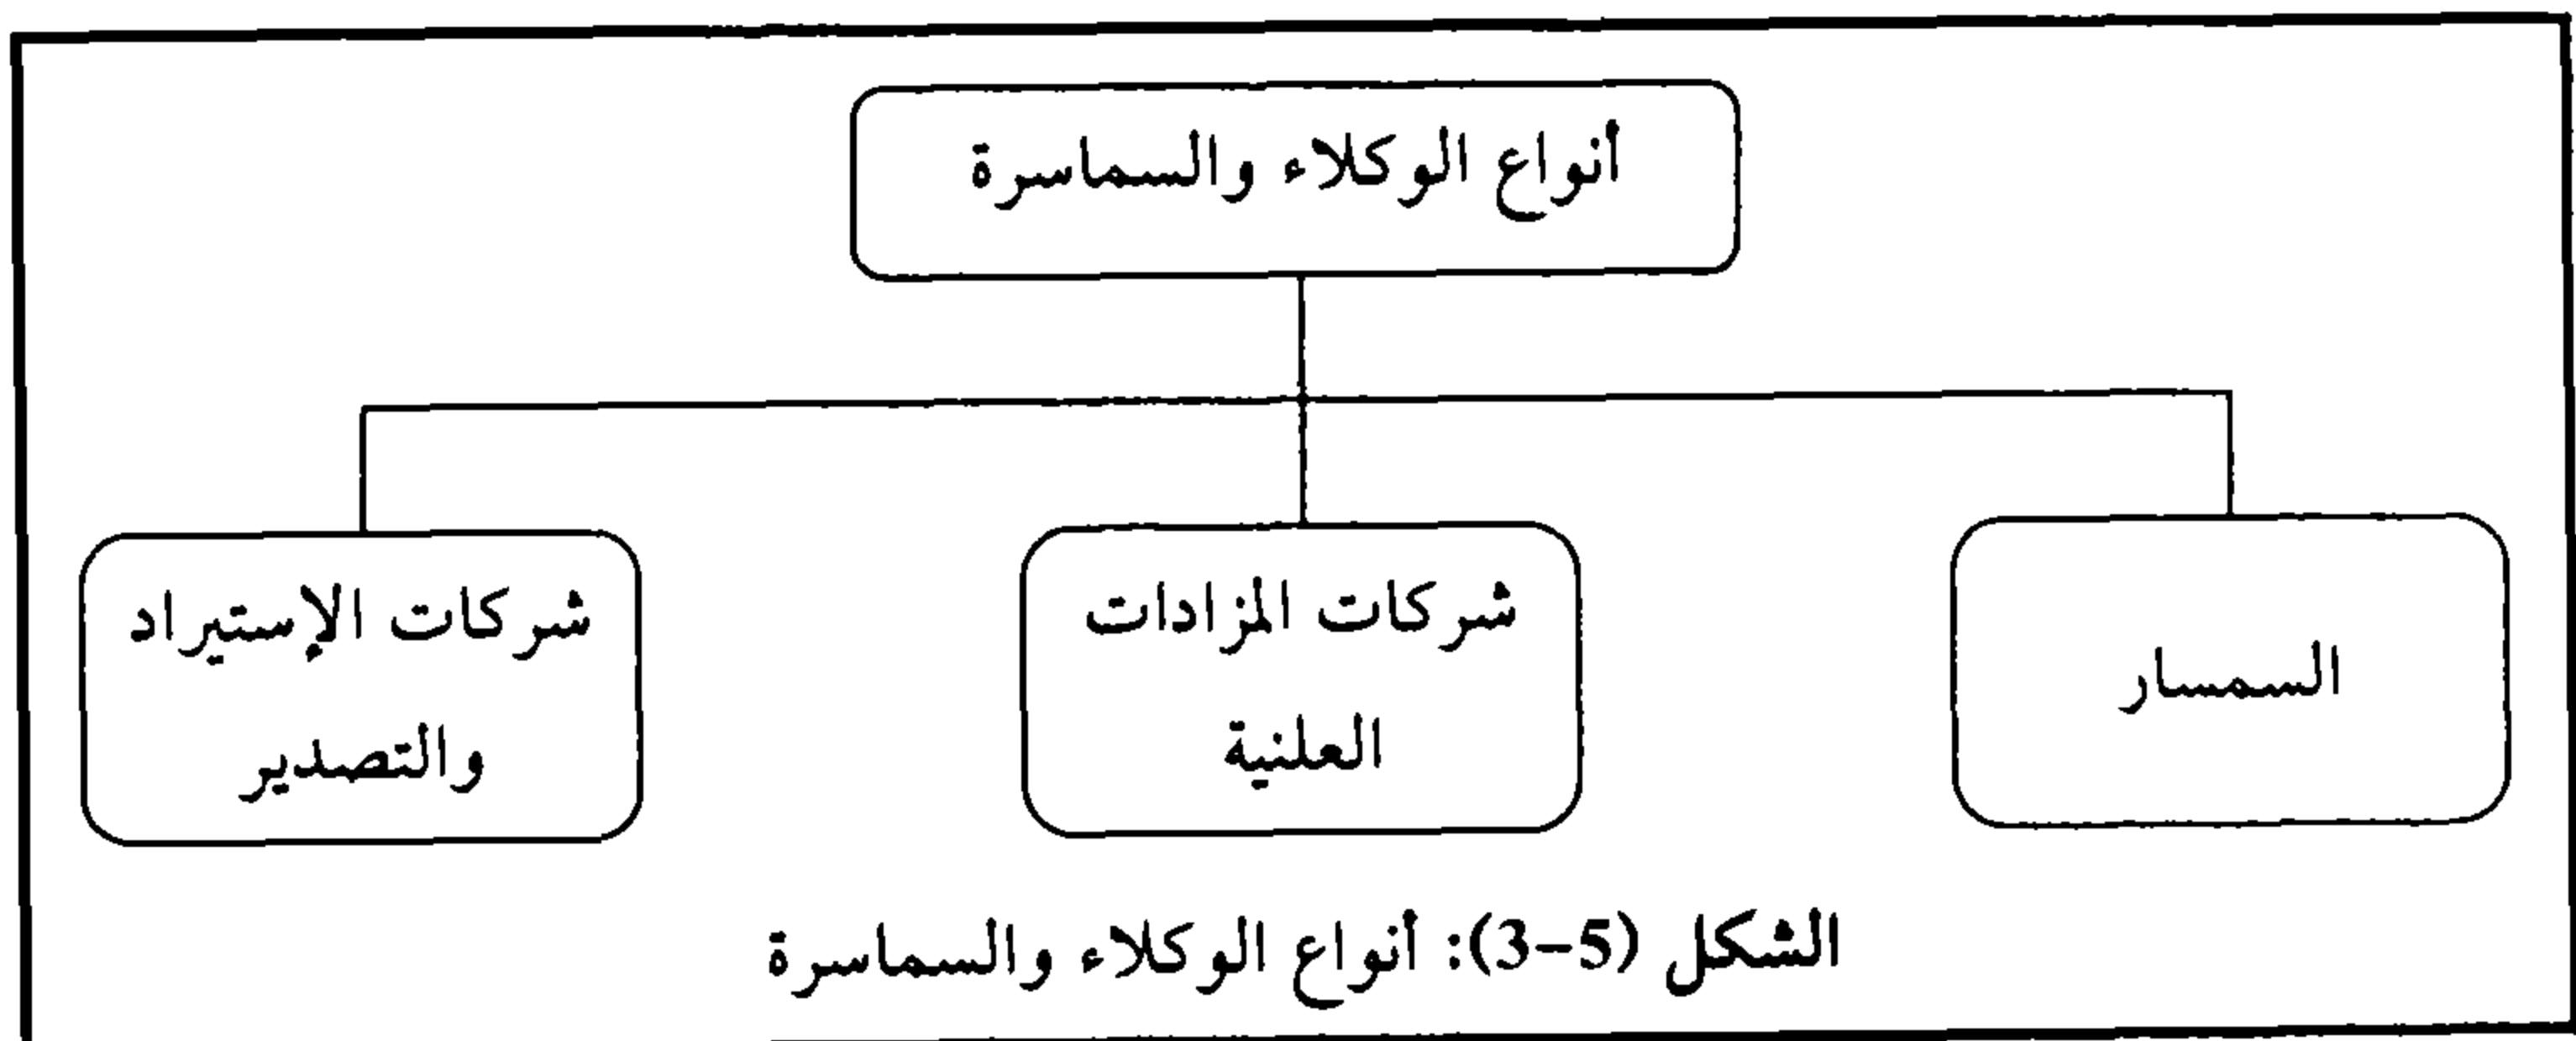 أنواع الوكلاء والسماسرة
السمسار
شركات المزادات
العلنية
شركات الإستيراد
والتصدير
الشكل (3-5): أنواع الوكلاء والسماسرة